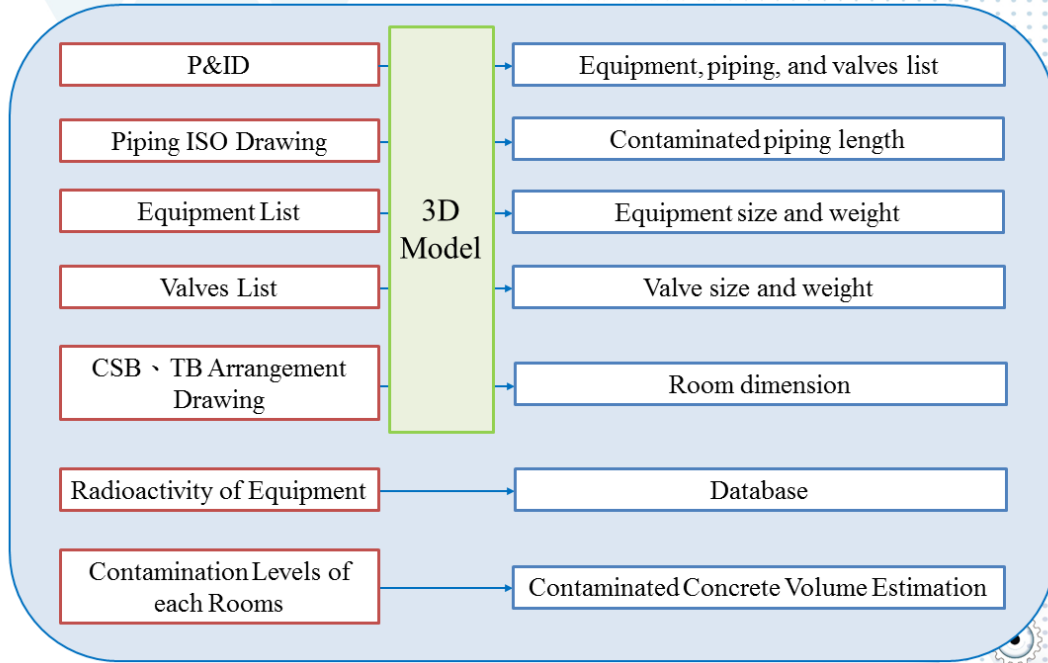 P&ID
Equipment, piping, and valves list
Piping ISO Drawing
Contaminated piping length
Equipment List
3D
Model
Equipment size and weight
Valves List
Valve size and weight
CSB、TB Arrangement
Drawing
Room dimension
Radioactivity of Equipment
Database
Contamination Levels of
each Rooms
Contaminated Concrete Volume Estimation